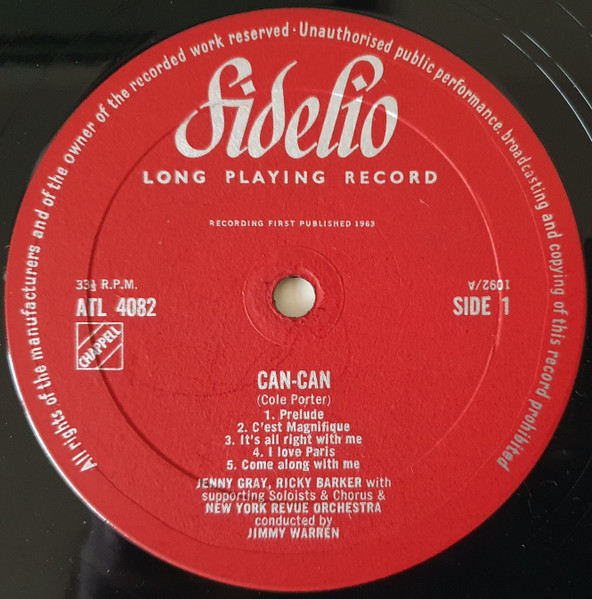 All rights of the manufacturers and of the owner of the recorded work reserved · Unauthorised public performance, broadcasting and copying of this record prohibited
Fidelio
LONG PLAYING RECORD
RECORDING FIRST PUBLISHED 1963
33⅓ R.P.M.
1092/A
ATL 4082
SIDE 1
CHAPPELL
CAN-CAN
(Cole Porter)
1. Prelude
2. C'est Magnifique
3. It's all right with me
4. I love Paris
5. Come along with me
JENNY GRAY, RICKY BARKER with
supporting Soloists & Chorus &
NEW YORK REVUE ORCHESTRA
conducted by
JIMMY WARREN